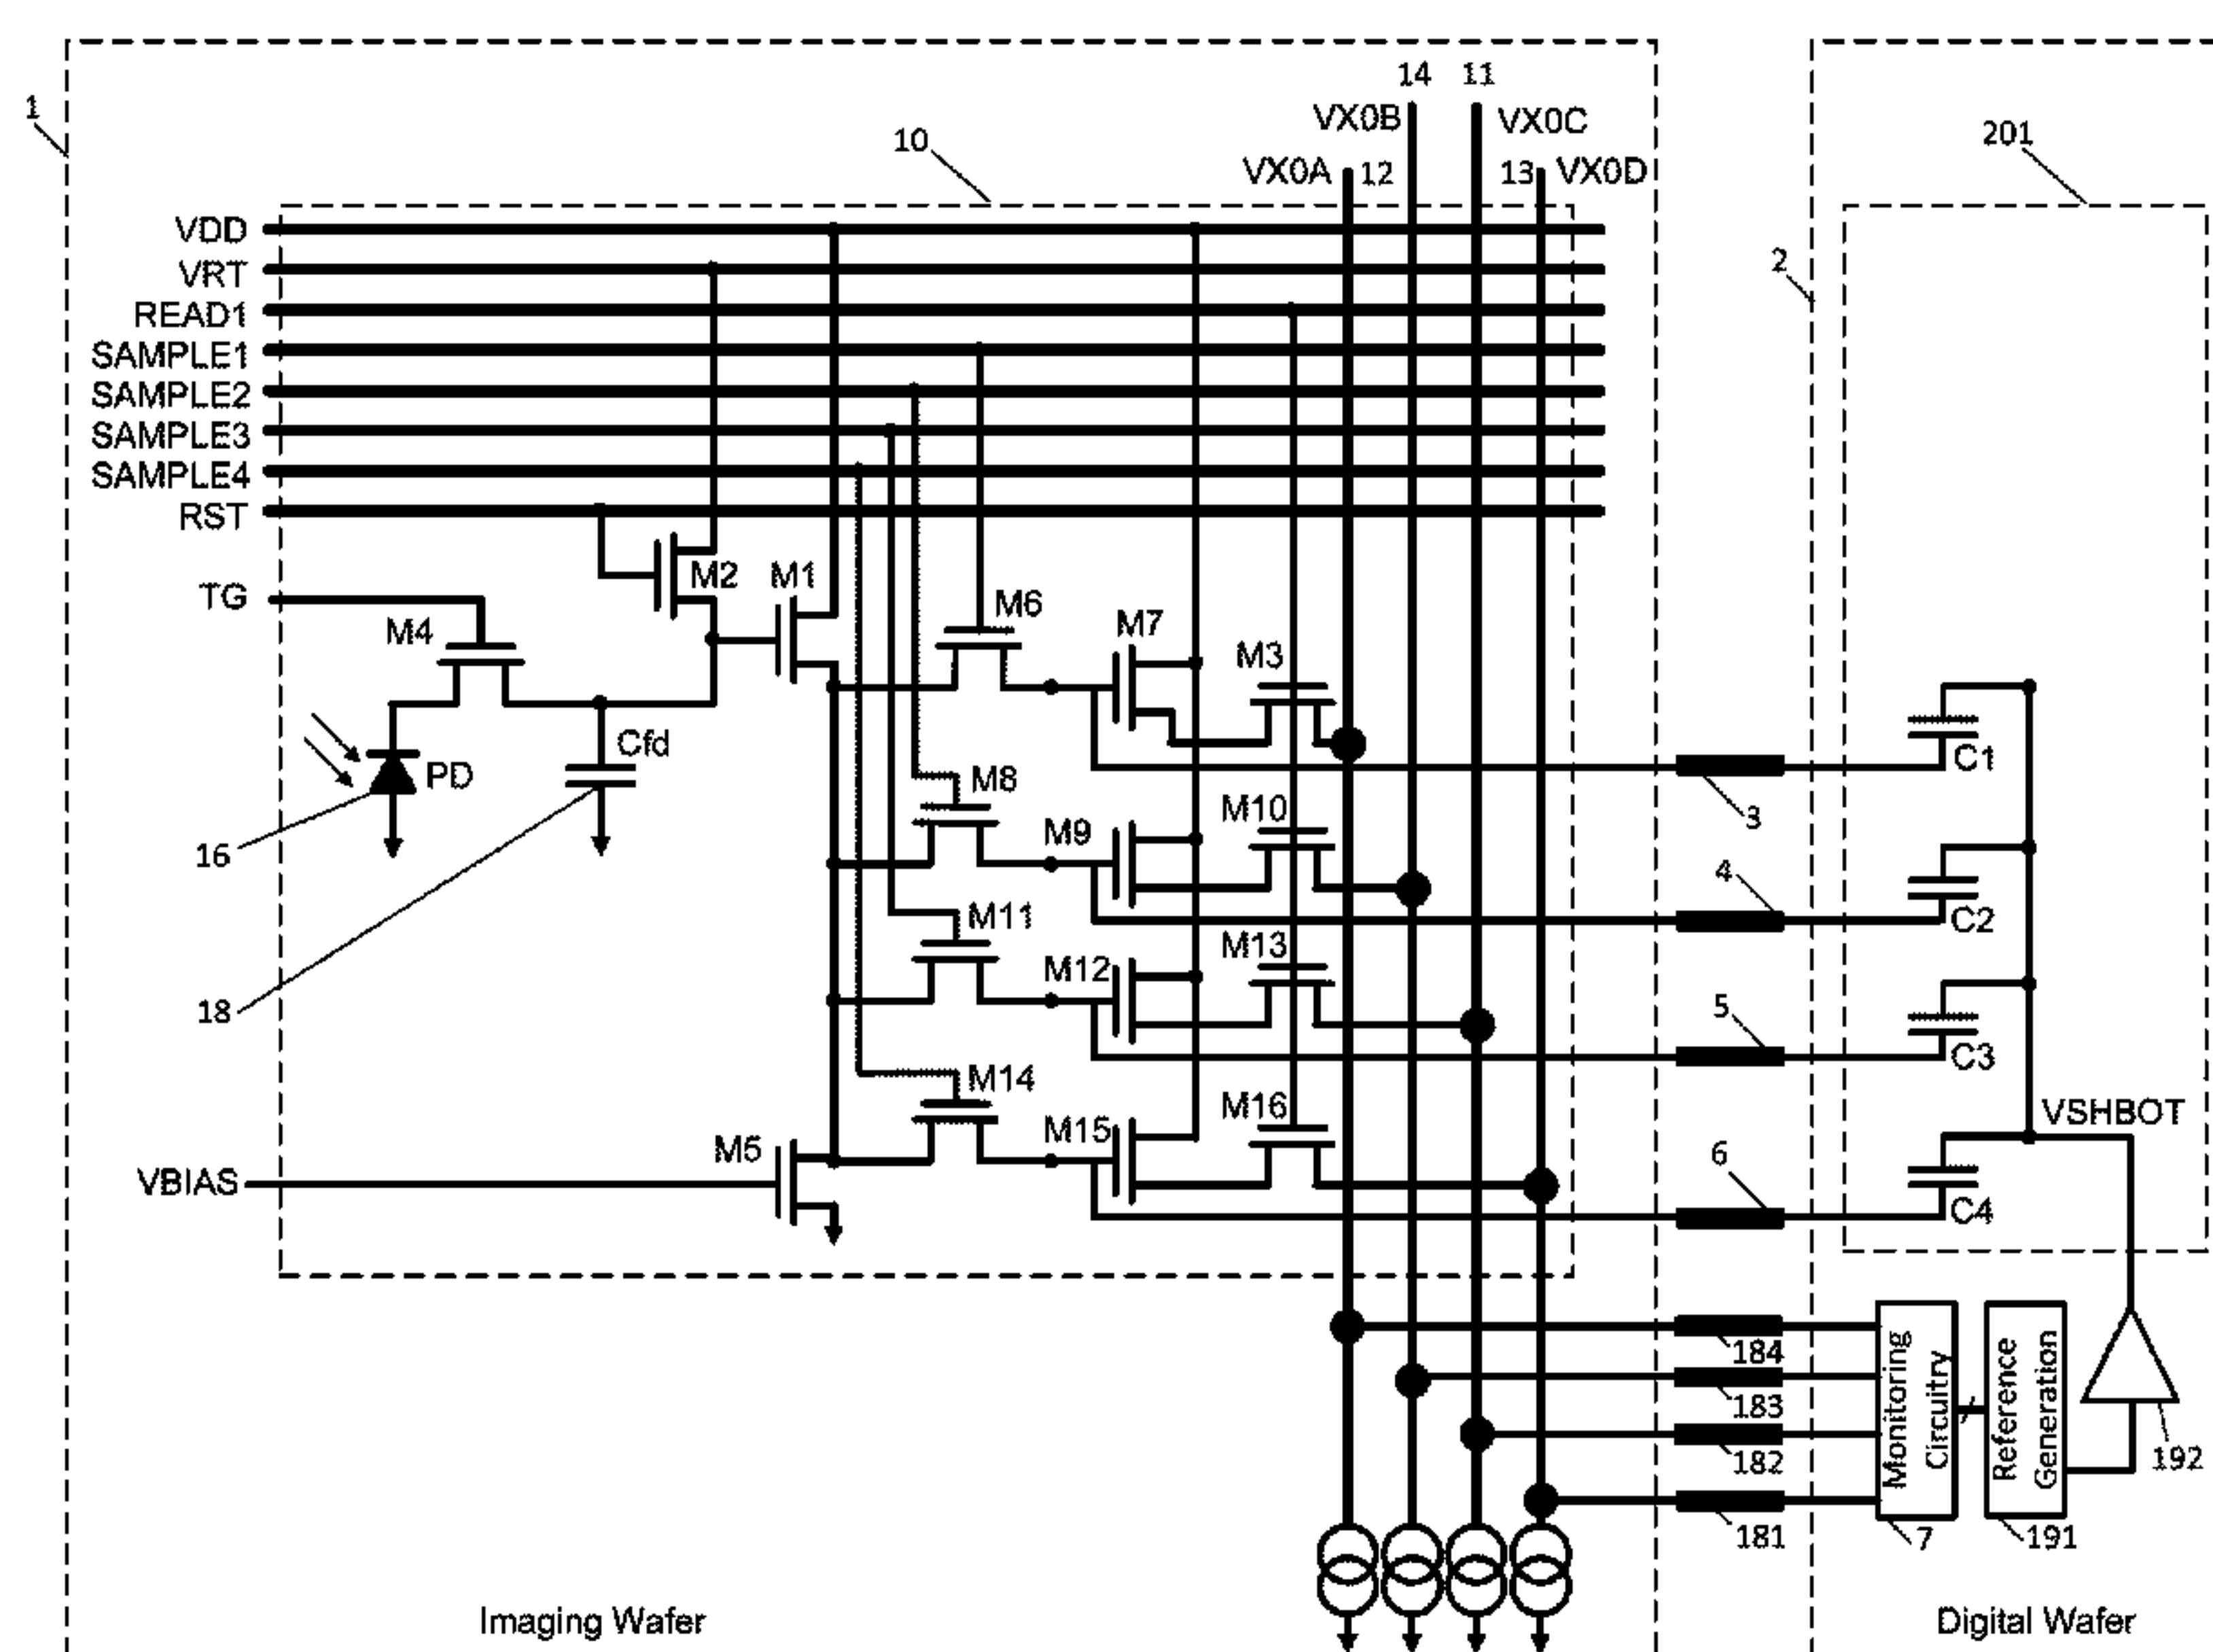 14 11
1
VX0B VX0C
201
10
VX0A 12 13 VX0D
VDD
VRT
2
READ1
SAMPLE1
SAMPLE2
SAMPLE3
SAMPLE4
RST
M2 M1
TG
M6
M4
M7
M3
Cfd
C1
PD
M8
M10
3
M9
16
4
M11
C2
M13
M12
5
18
C3
M14
M16
VSHBOT
M15
M5
6
VBIAS
C4
184
183
182
181
Monitoring
Circuitry
Reference
Generation
192
7
191
Imaging Wafer
Digital Wafer